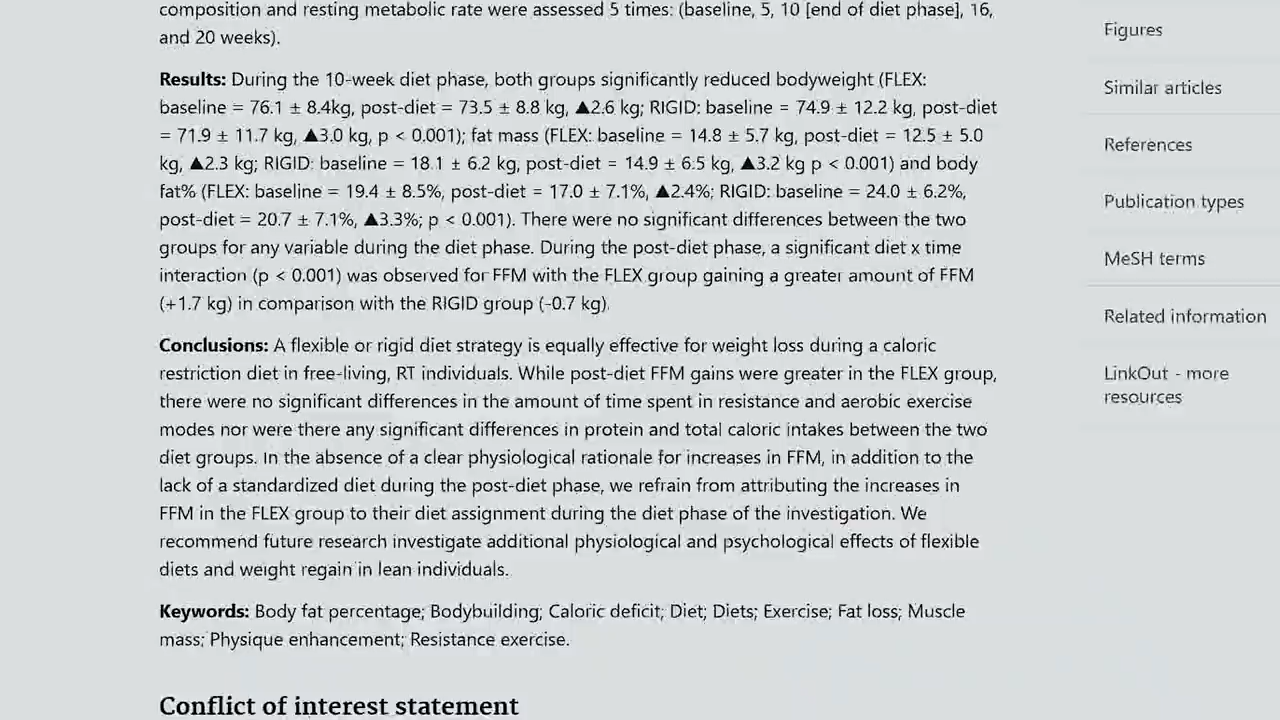 composition and resting metabolic rate were assessed 5 times: (baseline, 5, 10 [end of diet phase], 16,
and 20 weeks).
Results: During the 10-week diet phase, both groups significantly reduced bodyweight (FLEX:
baseline = 76.1 ± 8.4kg, post-diet = 73.5 ± 8.8 kg, ▲2.6 kg; RIGID: baseline = 74.9 ± 12.2 kg, post-diet
= 71.9 ± 11.7 kg, ▲3.0 kg, p < 0.001); fat mass (FLEX: baseline = 14.8 ± 5.7 kg, post-diet = 12.5 ± 5.0
kg, ▲2.3 kg; RIGID: baseline = 18.1 ± 6.2 kg, post-diet = 14.9 ± 6.5 kg, ▲3.2 kg p < 0.001) and body
fat% (FLEX: baseline = 19.4 ± 8.5%, post-diet = 17.0 ± 7.1%, ▲2.4%; RIGID: baseline = 24.0 ± 6.2%,
post-diet = 20.7 ± 7.1%, ▲3.3%; p < 0.001). There were no significant differences between the two
groups for any variable during the diet phase. During the post-diet phase, a significant diet x time
interaction (p < 0.001) was observed for FFM with the FLEX group gaining a greater amount of FFM
(+1.7 kg) in comparison with the RIGID group (-0.7 kg).
Conclusions: A flexible or rigid diet strategy is equally effective for weight loss during a caloric
restriction diet in free-living, RT individuals. While post-diet FFM gains were greater in the FLEX group,
there were no significant differences in the amount of time spent in resistance and aerobic exercise
modes nor were there any significant differences in protein and total caloric intakes between the two
diet groups. In the absence of a clear physiological rationale for increases in FFM, in addition to the
lack of a standardized diet during the post-diet phase, we refrain from attributing the increases in
FFM in the FLEX group to their diet assignment during the diet phase of the investigation. We
recommend future research investigate additional physiological and psychological effects of flexible
diets and weight regain in lean individuals.
Keywords: Body fat percentage; Bodybuilding; Caloric deficit; Diet; Diets; Exercise; Fat loss; Muscle
mass; Physique enhancement; Resistance exercise.
Conflict of interest statement
Figures
Similar articles
References
Publication types
MeSH terms
Related information
LinkOut - more
resources